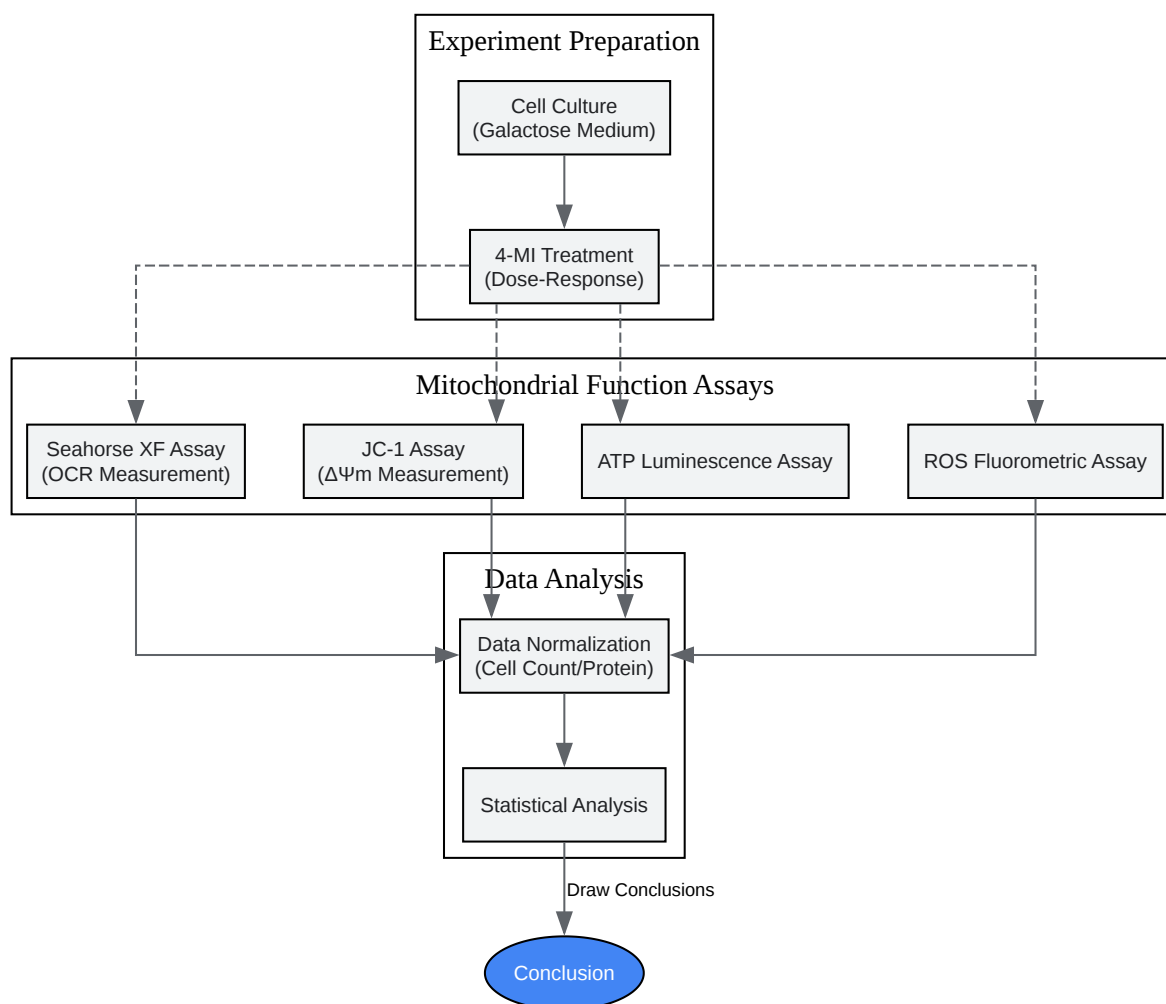 Experiment Preparation
Cell Culture
(Galactose Medium)
4-MI Treatment
(Dose-Response)
Mitochondrial Function Assays
Seahorse XF Assay
(OCR Measurement)
JC-1 Assay
(ΔΨm Measurement)
ATP Luminescence Assay
ROS Fluorometric Assay
Data Analysis
Data Normalization
(Cell Count/Protein)
Statistical Analysis
Draw Conclusions
Conclusion